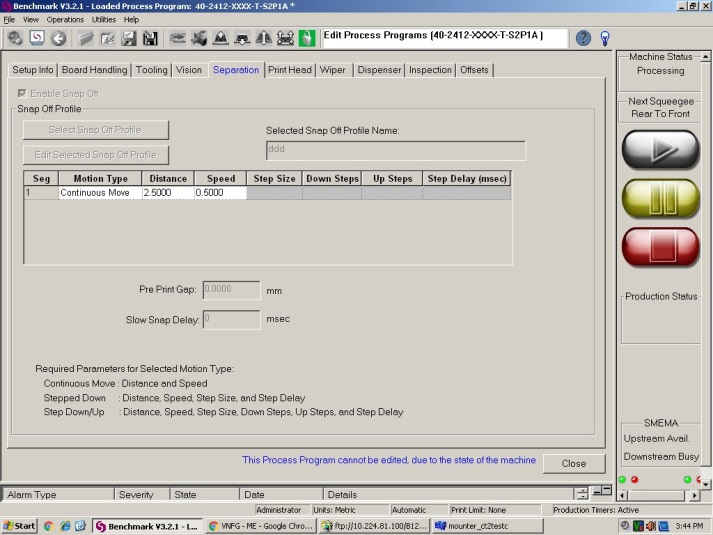 Benchmark V3.2.1 - Loaded Process Program: 40-2412-XXXX-T-S2P1A *
File View Operations Utilities Help
Edit Process Programs (40-2412-XXXX-T-S2P1A )
Setup Info Board Handling Tooling Vision Separation Print Head Wiper Dispenser Inspection Offsets
Enable Snap Off
Snap Off Profile
Select Snap Off Profile
Edit Selected Snap Off Profile
Selected Snap Off Profile Name:
ddd
Seg Motion Type Distance Speed Step Size Down Steps Up Steps Step Delay (msec)
1 Continuous Move 2.5000 0.5000
Pre Print Gap: 0.0000 mm
Slow Snap Delay: 0 msec
Required Parameters for Selected Motion Type:
Continuous Move : Distance and Speed
Stepped Down : Distance, Speed, Step Size, and Step Delay
Step Down/Up : Distance, Speed, Step Size, Down Steps, Up Steps, and Step Delay
This Process Program cannot be edited, due to the state of the machine
Close
Machine Status
Processing
Next Squeegee
Rear To Front
Production Status
SMEMA
Upstream Avail.
Downstream Busy
Alarm Type Severity State Date Details
Administrator Units: Metric Automatic Print Limit: None Production Timers: Active
Start Benchmark V3.2.1 - L... VNFG - ME - Google Chro... ftp://10.224.81.100/B12... mounter_ct2testc 3:44 PM